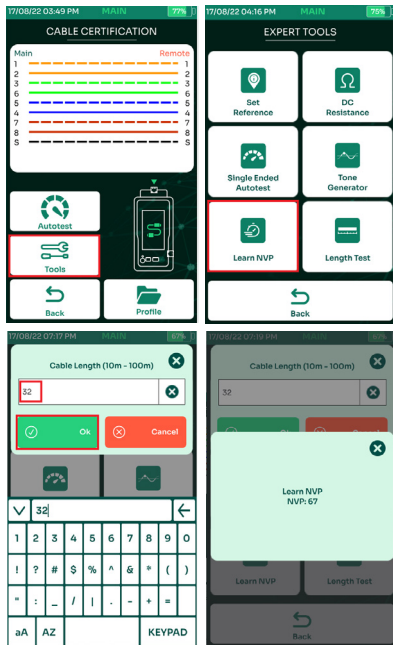 17/08/22 03:49 PM MAIN 77%
CABLE CERTIFICATION
Main Remote
1 1
2 2
3 3
6 6
5 5
4 4
7 7
8 8
S S
Autotest
Tools
Back
Profile
17/08/22 04:16 PM MAIN 75%
EXPERT TOOLS
Set
Reference
DC
Resistance
Single Ended
Autotest
Tone
Generator
Learn NVP
Length Test
Back
17/08/22 07:17 PM MAIN 67%
Cable Length (10m - 100m)
32
Ok
Cancel
32
1 2 3 4 5 6 7 8 9 0
! ? # $ % ^ & * ( )
" : _ / | . - + =
aA AZ KEYPAD
17/08/22 07:19 PM MAIN 66%
Cable Length (10m - 100m)
32
Ok Cancel
Learn NVP
NVP: 67
Learn NVP
Length Test
Back